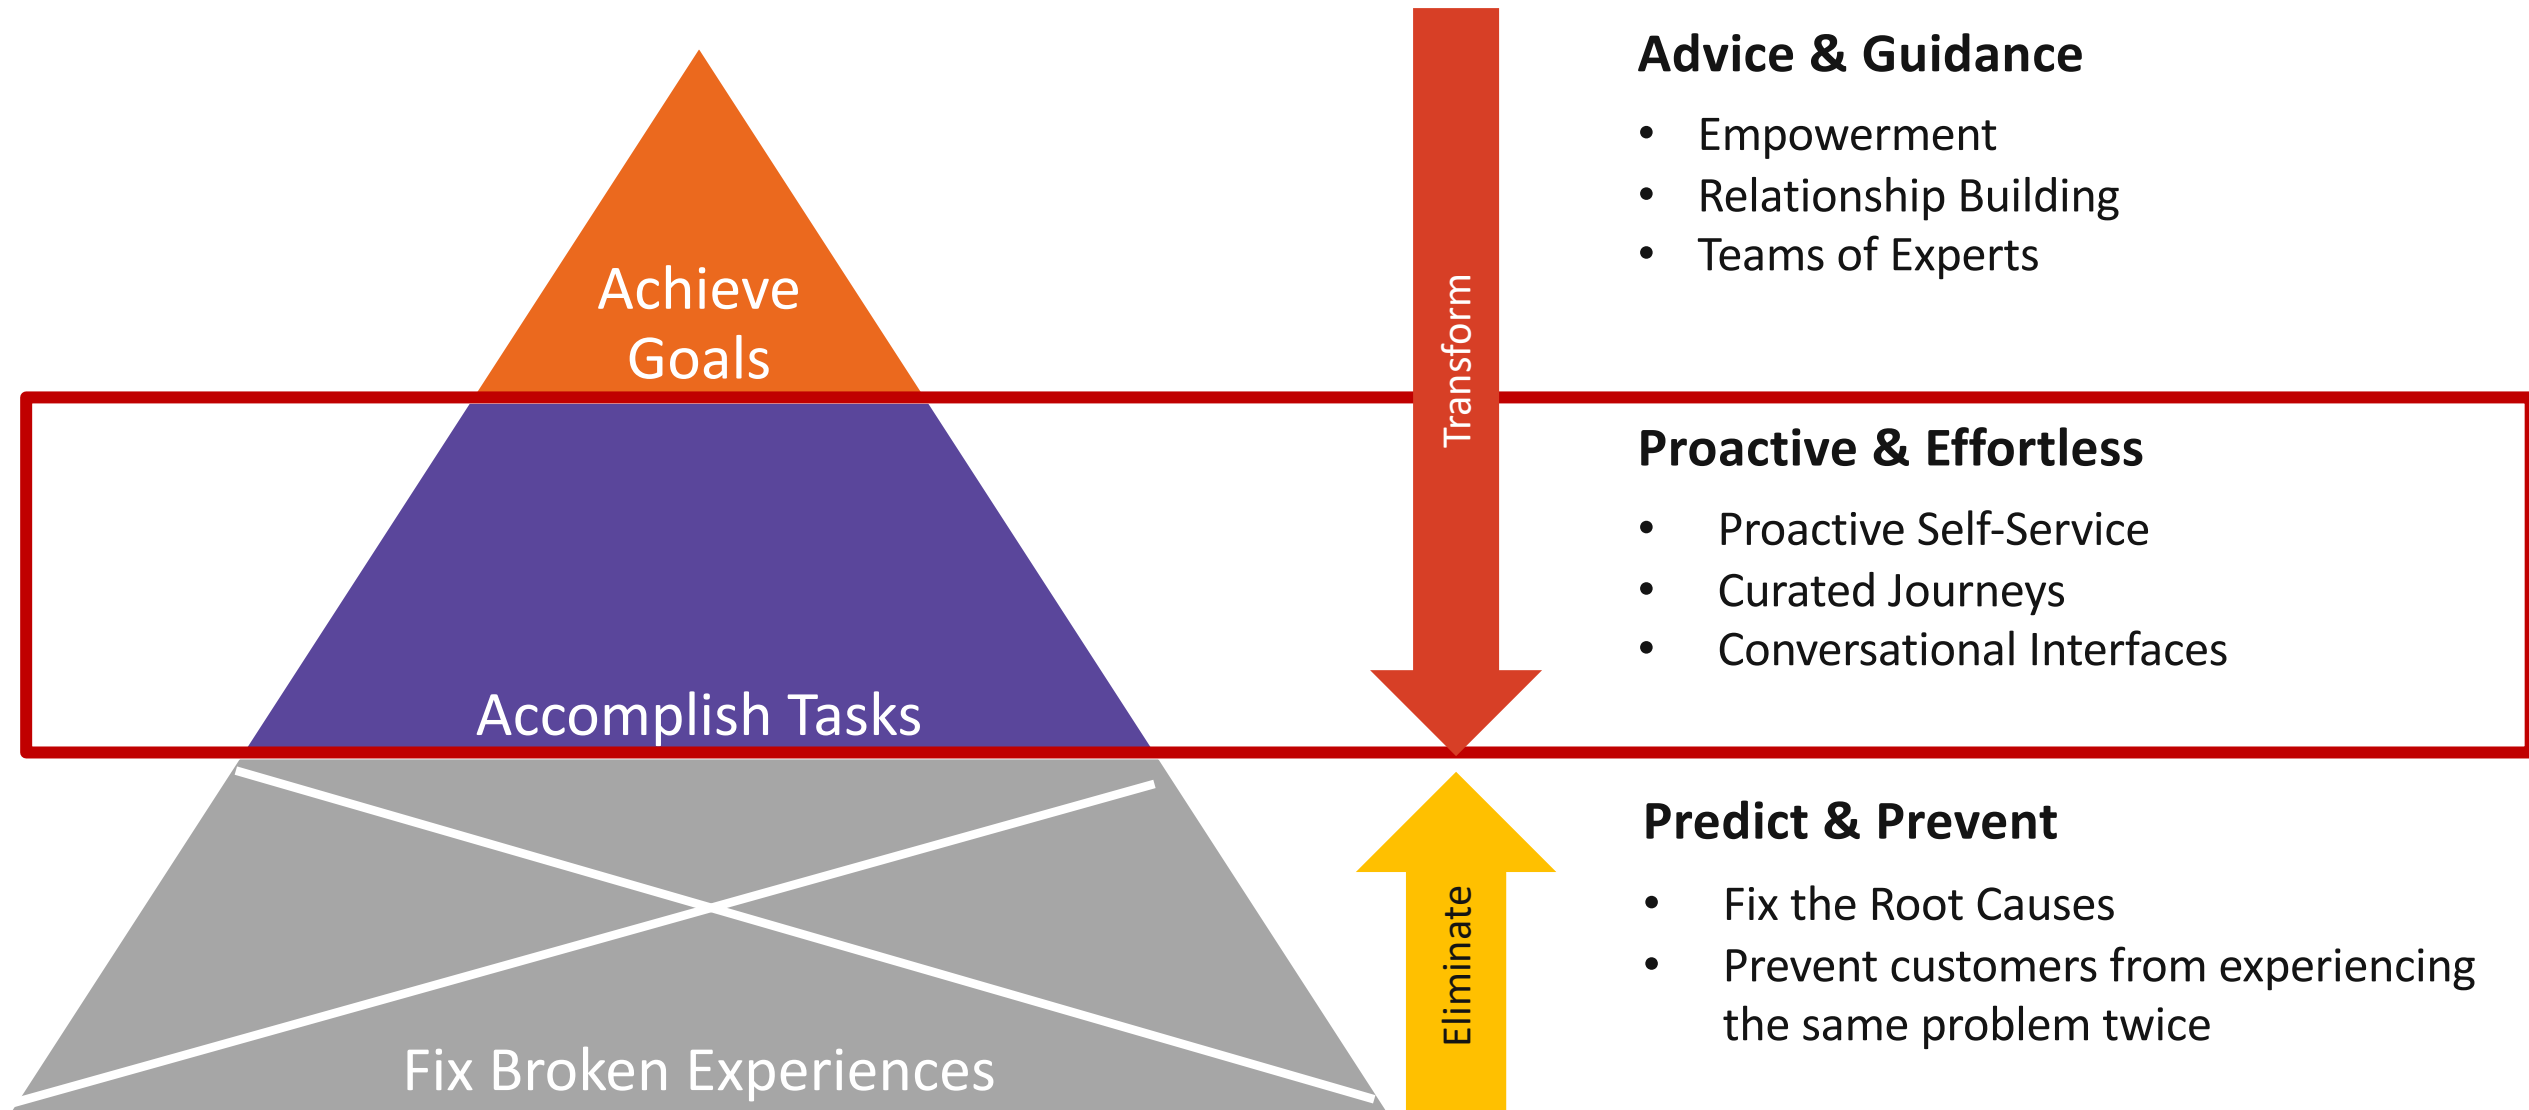 Achieve
Goals
Accomplish Tasks
Fix Broken Experiences
Transform
Eliminate
Advice & Guidance
• Empowerment
• Relationship Building
• Teams of Experts
Proactive & Effortless
• Proactive Self-Service
• Curated Journeys
• Conversational Interfaces
Predict & Prevent
• Fix the Root Causes
• Prevent customers from experiencing
the same problem twice